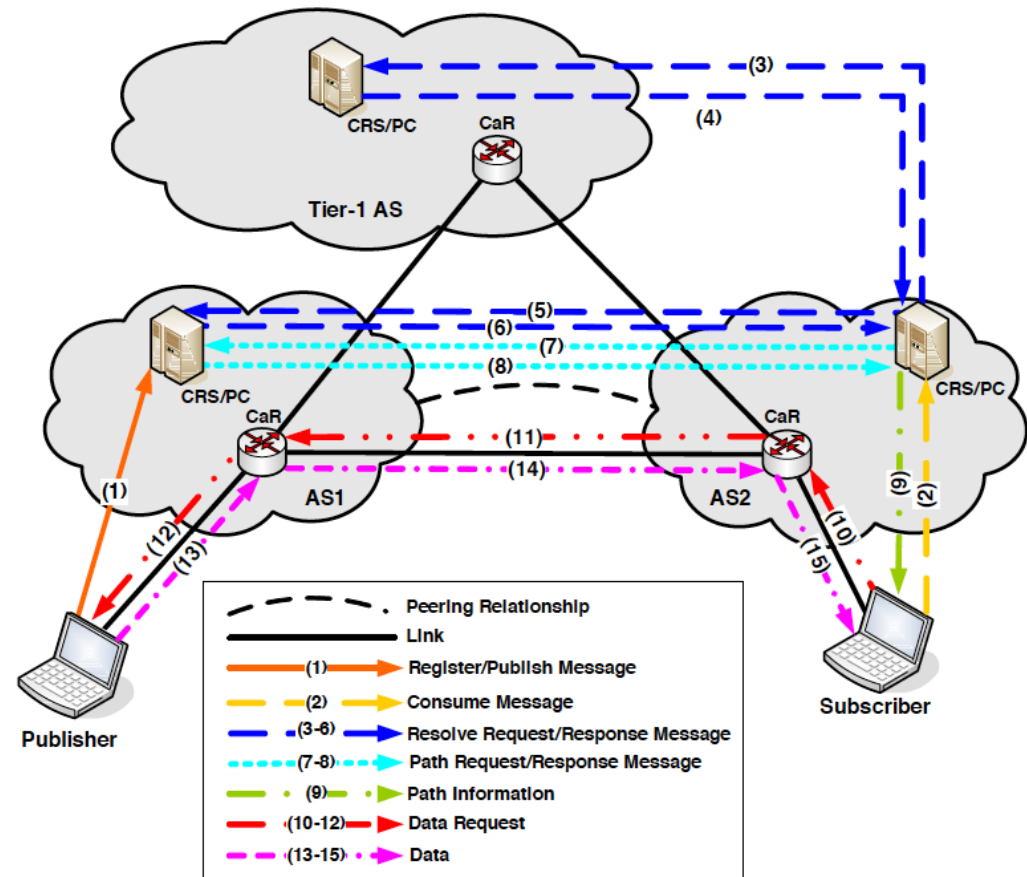 (3)
(4)
CRS/PC
CaR
Tier-1 AS
(5)
(6)
(7)
(8)
CRS/PC
CRS/PC
CaR
CaR
(11)
(14)
AS1
AS2
(1)
(12)
(13)
(10)
(15)
(9)
(2)
Publisher
Subscriber
Peering Relationship
Link
(1) Register/Publish Message
(2) Consume Message
(3-6) Resolve Request/Response Message
(7-8) Path Request/Response Message
(9) Path Information
(10-12) Data Request
(13-15) Data